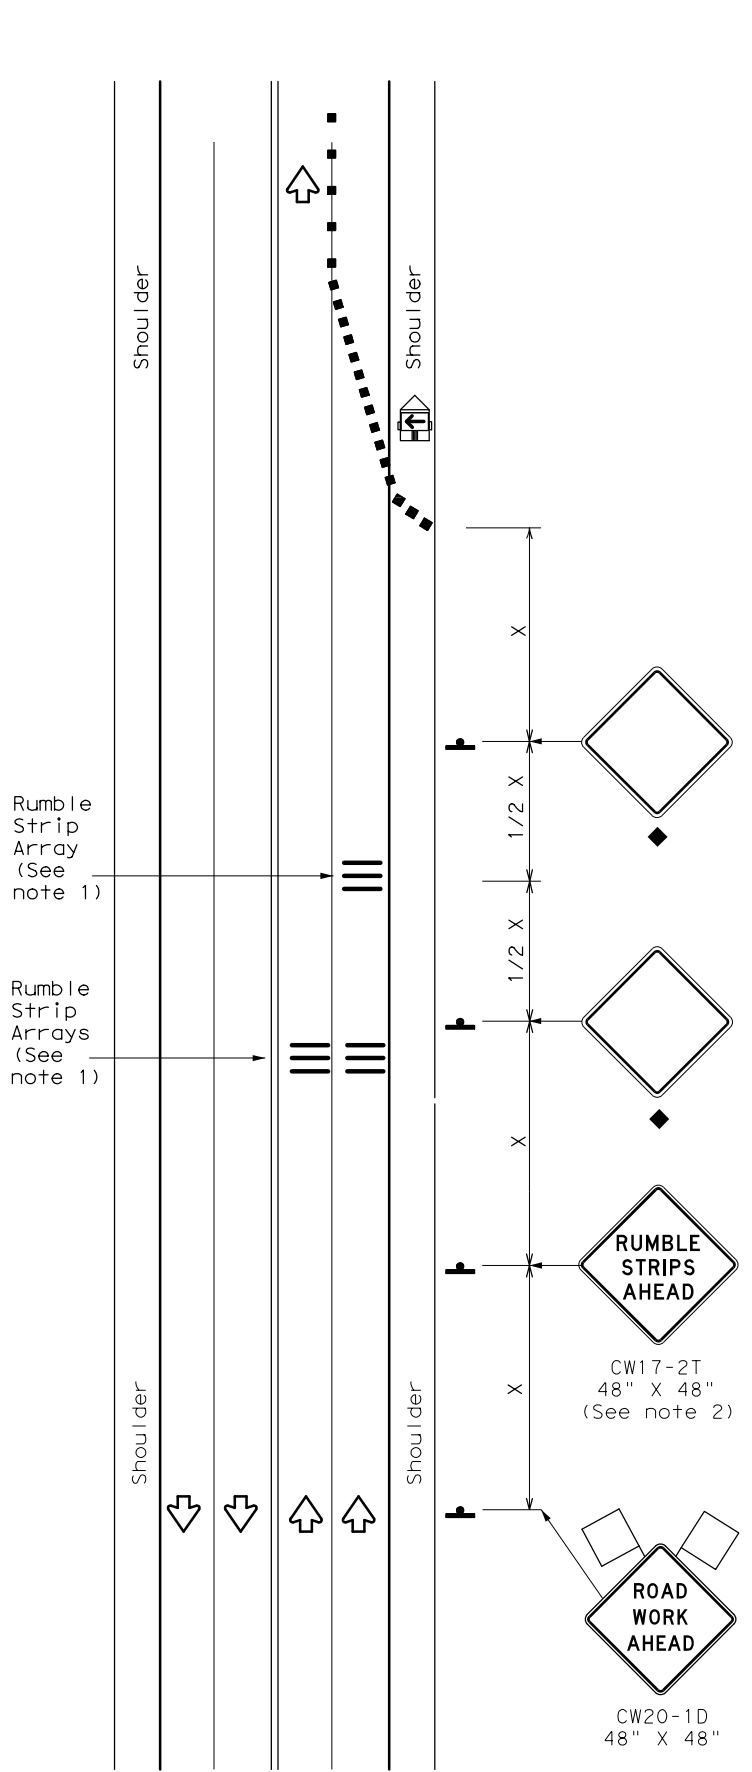 Shoulder
Shoulder
X
1/2 X
Rumble
Strip
Array
(See
note 1)
1/2 X
Rumble
Strip
Arrays
(See
note 1)
X
RUMBLE
STRIPS
AHEAD
CW17-2T
48" X 48"
(See note 2)
X
Shoulder
Shoulder
ROAD
WORK
AHEAD
CW20-1D
48" X 48"